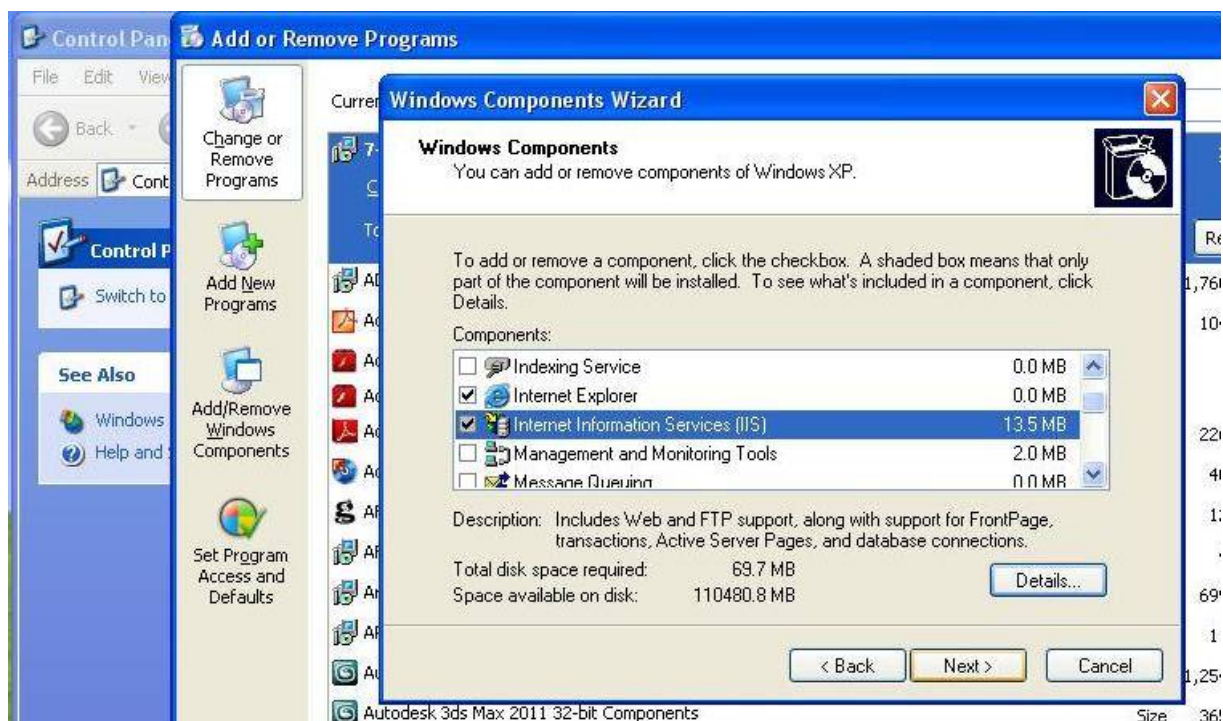 Control Pan
Add or Remove Programs
File Edit View
Back
Address Cont
Control P
Switch to
See Also
Windows
Help and
Change or
Remove
Programs
Add New
Programs
Add/Remove
Windows
Components
Set Program
Access and
Defaults
Curren
7-
C
To
Re
Windows Components Wizard
Windows Components
You can add or remove components of Windows XP.
To add or remove a component, click the checkbox. A shaded box means that only
part of the component will be installed. To see what's included in a component, click
Details.
Components:
Indexing Service 0.0 MB
Internet Explorer 0.0 MB
Internet Information Services (IIS) 13.5 MB
Management and Monitoring Tools 2.0 MB
Message Queuing 0.0 MB
Description: Includes Web and FTP support, along with support for FrontPage,
transactions, Active Server Pages, and database connections.
Total disk space required: 69.7 MB
Space available on disk: 110480.8 MB
Details...
< Back Next > Cancel
Autodesk 3ds Max 2011 32-bit Components Size